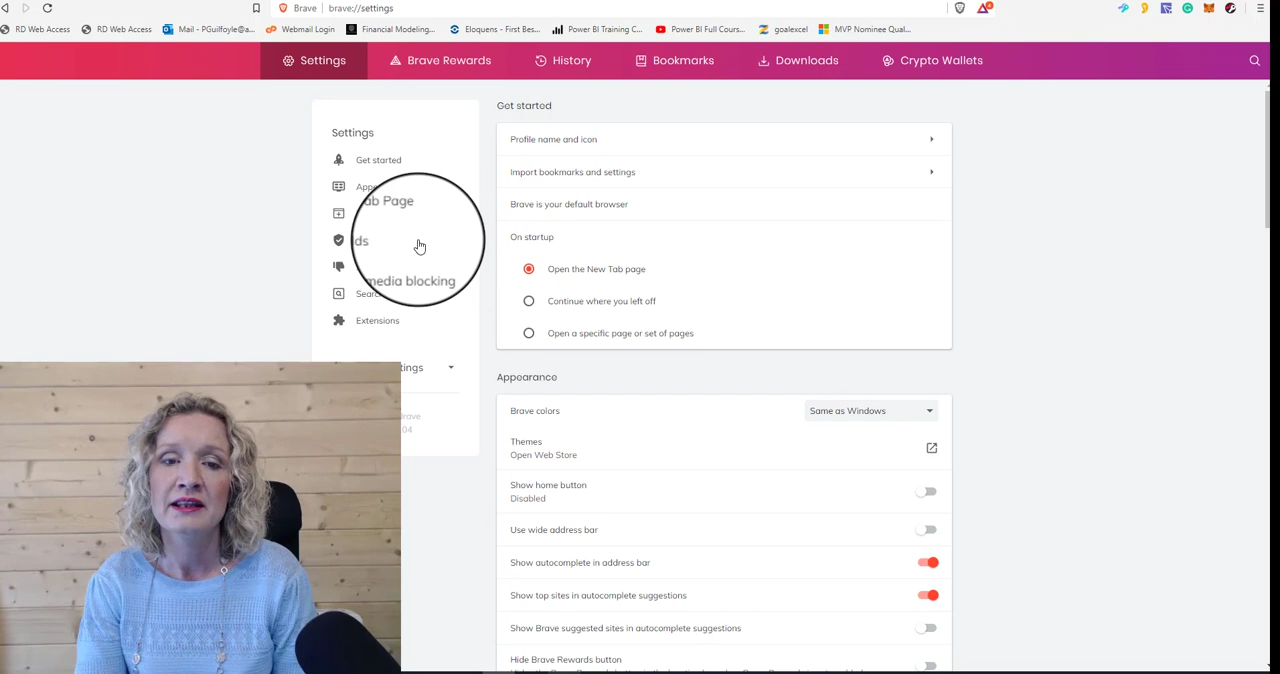 Brave brave://settings
RD Web Access RD Web Access Mail - PGuilfoyle@a... Webmail Login Financial Modeling... Eloquens - First Bes... Power BI Training C... Power BI Full Cours... goalexcel MVP Nominee Qual...
Settings Brave Rewards History Bookmarks Downloads Crypto Wallets
Settings
Get started
Appe
ab Page
ds
media blocking
Searc
Extensions
tings
rave
04
Get started
Profile name and icon
Import bookmarks and settings
Brave is your default browser
On startup
Open the New Tab page
Continue where you left off
Open a specific page or set of pages
Appearance
Brave colors Same as Windows
Themes
Open Web Store
Show home button
Disabled
Use wide address bar
Show autocomplete in address bar
Show top sites in autocomplete suggestions
Show Brave suggested sites in autocomplete suggestions
Hide Brave Rewards button